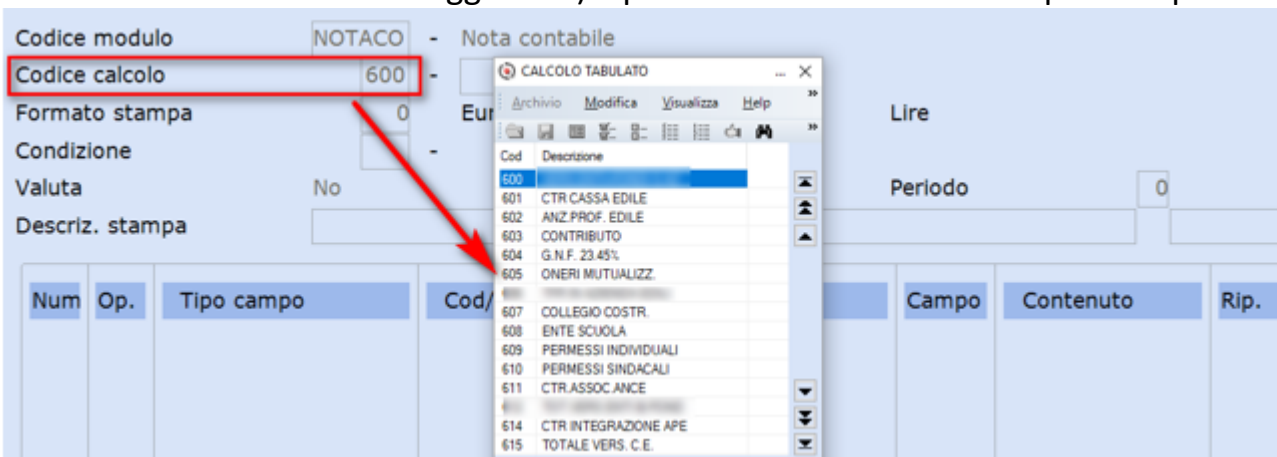 Codice modulo NOTACO - Nota contabile
Codice calcolo 600 -
Formato stampa 0 Eur Lire
Condizione -
Valuta No Periodo 0
Descriz. stampa
CALCOLO TABULATO ... ×
Archivio Modifica Visualizza Help »
»
Cod Descrizione
600
601 CTR CASSA EDILE
602 ANZ.PROF. EDILE
603 CONTRIBUTO
604 G.N.F. 23.45%
605 ONERI MUTUALIZZ.
607 COLLEGIO COSTR.
608 ENTE SCUOLA
609 PERMESSI INDIVIDUALI
610 PERMESSI SINDACALI
611 CTR.ASSOC.ANCE
614 CTR INTEGRAZIONE APE
615 TOTALE VERS. C.E.
Num Op. Tipo campo Cod/ Campo Contenuto Rip.